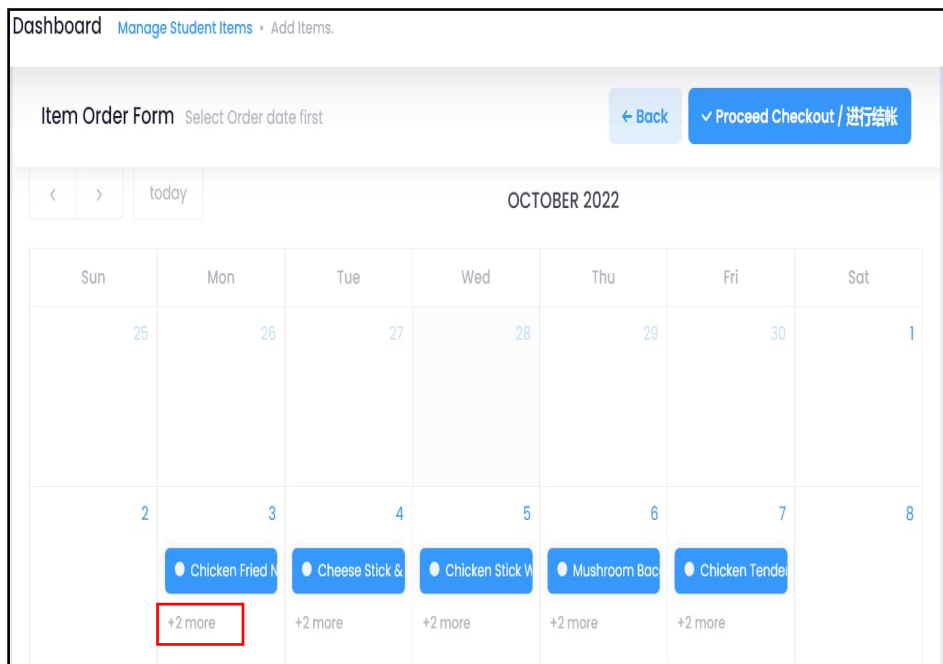 Dashboard Manage Student Items • Add Items.
Item Order Form Select Order date first
← Back
✓ Proceed Checkout / 进行结帐
< > today
OCTOBER 2022
Sun Mon Tue Wed Thu Fri Sat
25 26 27 28 29 30 1
2 3 4 5 6 7 8
Chicken Fried N Cheese Stick & Chicken Stick W Mushroom Bac Chicken Tender
+2 more +2 more +2 more +2 more +2 more